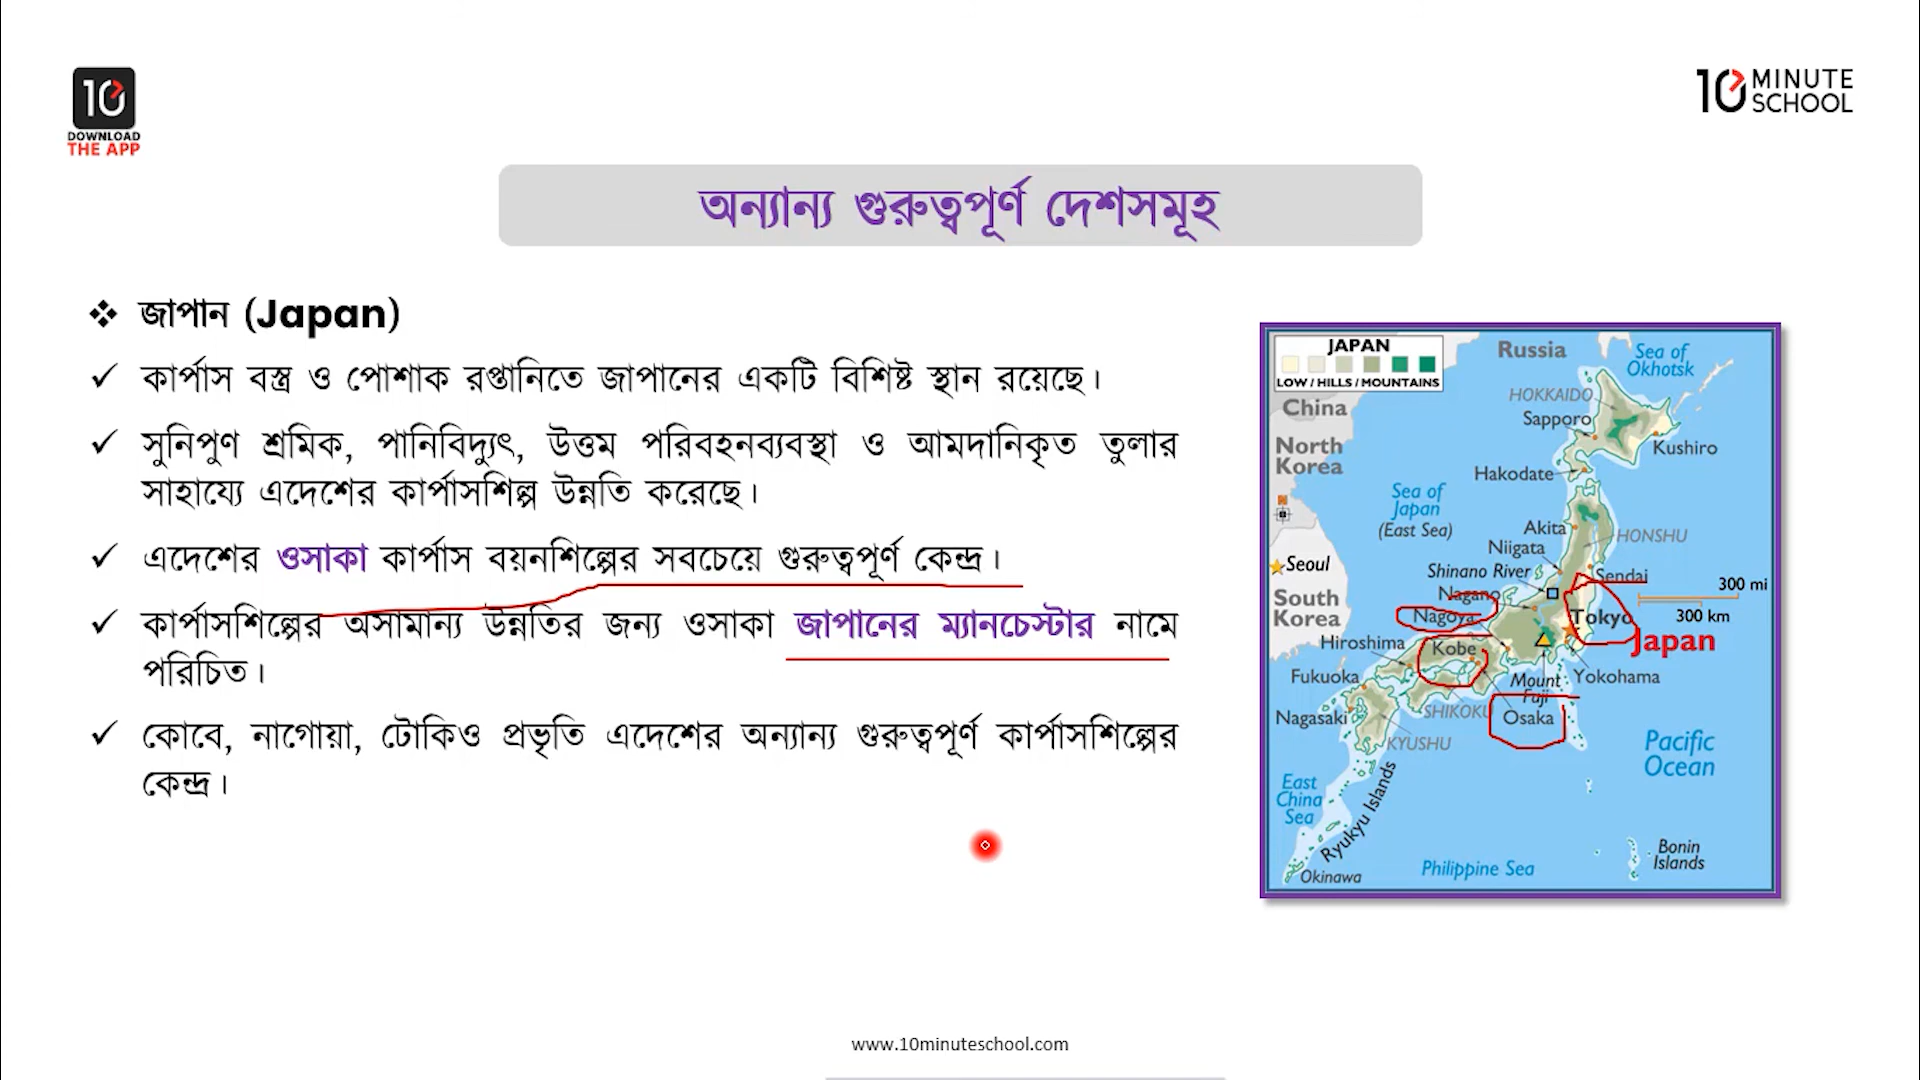 10
DOWNLOAD
THE APP
10 MINUTE
SCHOOL
অন্যান্য গুরুত্বপূর্ণ দেশসমূহ
❖ জাপান (Japan)
✓ কার্পাস বস্ত্র ও পোশাক রপ্তানিতে জাপানের একটি বিশিষ্ট স্থান রয়েছে।
✓ সুনিপুণ শ্রমিক, পানিবিদ্যুৎ, উত্তম পরিবহনব্যবস্থা ও আমদানিকৃত তুলার
সাহায্যে এদেশের কার্পাসশিল্প উন্নতি করেছে।
✓ এদেশের ওসাকা কার্পাস বয়নশিল্পের সবচেয়ে গুরুত্বপূর্ণ কেন্দ্র।
✓ কার্পাসশিল্পের অসামান্য উন্নতির জন্য ওসাকা জাপানের ম্যানচেস্টার নামে
পরিচিত।
✓ কোবে, নাগোয়া, টোকিও প্রভৃতি এদেশের অন্যান্য গুরুত্বপূর্ণ কার্পাসশিল্পের
কেন্দ্র।
JAPAN
LOW / HILLS / MOUNTAINS
Russia
Sea of
Okhotsk
China
HOKKAIDO
Sapporo
Kushiro
North
Korea
Hakodate
Sea of
Japan
(East Sea)
Akita
HONSHU
Niigata
Seoul
Shinano River
Sendai
300 mi
South
Korea
Nagano
300 km
Nagoya
Tokyo
Japan
Hiroshima
Kobe
Fukuoka
Mount
Fuji
Yokohama
Nagasaki
SHIKOKU
Osaka
KYUSHU
Pacific
Ocean
East
China
Sea
Ryukyu Islands
Bonin
Islands
Okinawa
Philippine Sea
www.10minuteschool.com